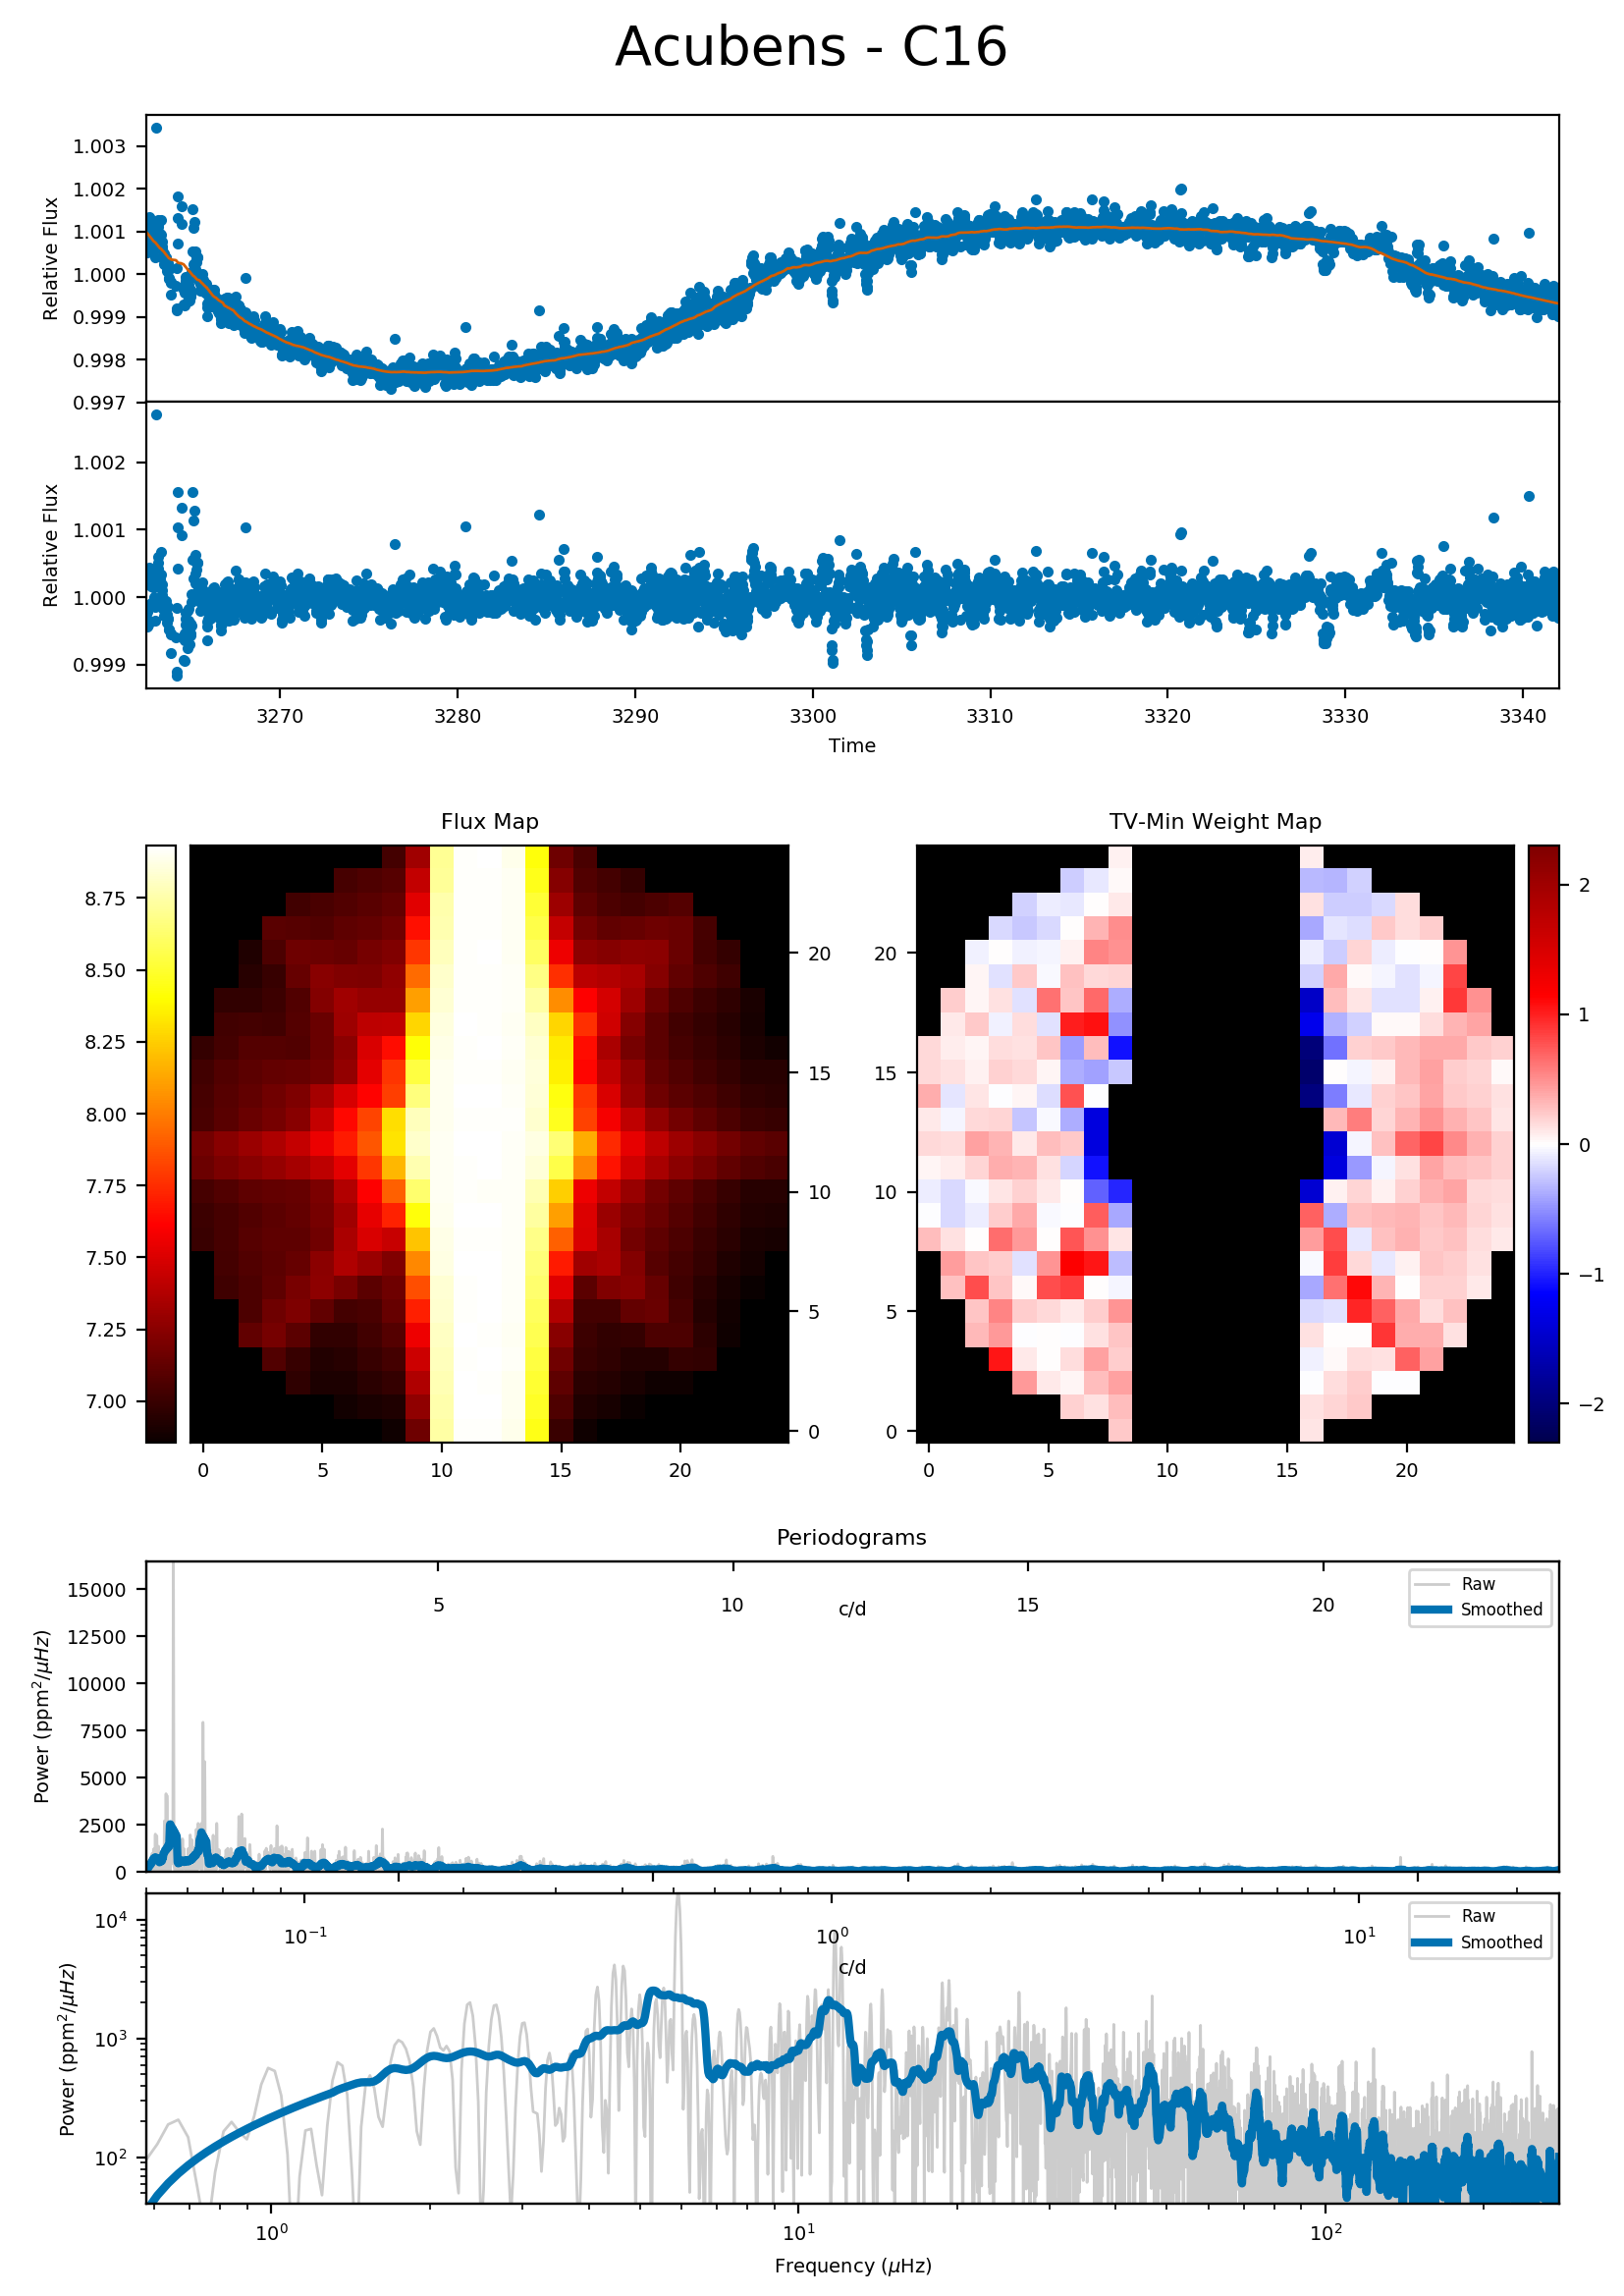 Acubens - C16
1.003
1.002
1.001
1.000
0.999
0.998
0.997
Relative Flux
1.002
1.001
1.000
0.999
Relative Flux
3270 3280 3290 3300 3310 3320 3330 3340
Time
Flux Map
8.75
8.50
8.25
8.00
7.75
7.50
7.25
7.00
20
15
10
5
0
0 5 10 15 20
TV-Min Weight Map
20
15
10
5
0
0 5 10 15 20
2
1
0
−1
−2
Periodograms
15000
12500
10000
7500
5000
2500
0
Power (ppm²/μHz)
5 10 15 20
c/d
Raw
Smoothed
10⁴
10³
10²
Power (ppm²/μHz)
10⁻¹ 10⁰ 10¹
c/d
Raw
Smoothed
10⁰ 10¹ 10²
Frequency (μHz)